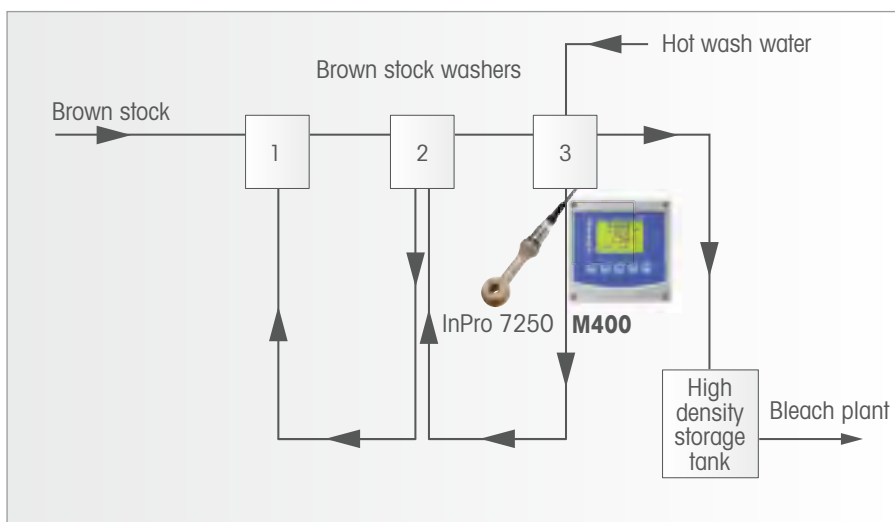 Hot wash water
Brown stock washers
Brown stock
1
2
3
InPro 7250
M400
High
density
storage
tank
Bleach plant